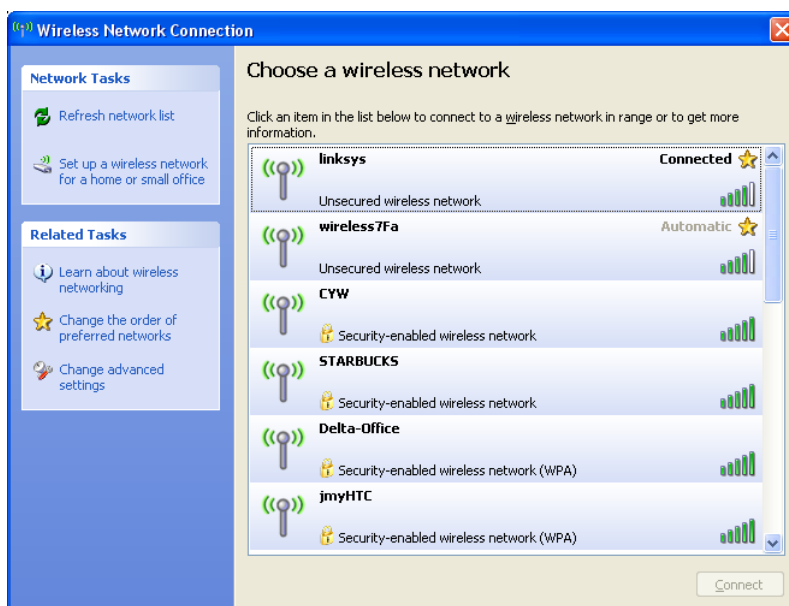 Wireless Network Connection
Network Tasks
Refresh network list
Set up a wireless network
for a home or small office
Related Tasks
Learn about wireless
networking
Change the order of
preferred networks
Change advanced
settings
Choose a wireless network
Click an item in the list below to connect to a wireless network in range or to get more
information.
linksys Connected
Unsecured wireless network
wireless7Fa Automatic
Unsecured wireless network
CYW
Security-enabled wireless network
STARBUCKS
Security-enabled wireless network
Delta-Office
Security-enabled wireless network (WPA)
jmyHTC
Security-enabled wireless network (WPA)
Connect